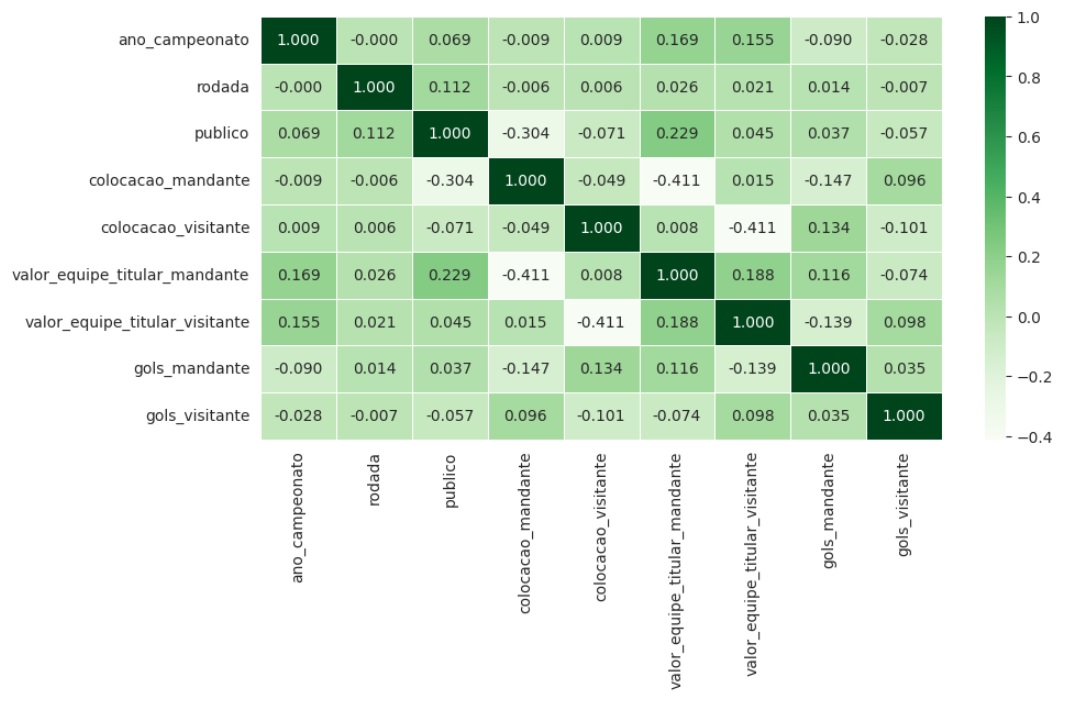 ano_campeonato 1.000 -0.000 0.069 -0.009 0.009 0.169 0.155 -0.090 -0.028
rodada -0.000 1.000 0.112 -0.006 0.006 0.026 0.021 0.014 -0.007
publico 0.069 0.112 1.000 -0.304 -0.071 0.229 0.045 0.037 -0.057
colocacao_mandante -0.009 -0.006 -0.304 1.000 -0.049 -0.411 0.015 -0.147 0.096
colocacao_visitante 0.009 0.006 -0.071 -0.049 1.000 0.008 -0.411 0.134 -0.101
valor_equipe_titular_mandante 0.169 0.026 0.229 -0.411 0.008 1.000 0.188 0.116 -0.074
valor_equipe_titular_visitante 0.155 0.021 0.045 0.015 -0.411 0.188 1.000 -0.139 0.098
gols_mandante -0.090 0.014 0.037 -0.147 0.134 0.116 -0.139 1.000 0.035
gols_visitante -0.028 -0.007 -0.057 0.096 -0.101 -0.074 0.098 0.035 1.000
ano_campeonato
rodada
publico
colocacao_mandante
colocacao_visitante
valor_equipe_titular_mandante
valor_equipe_titular_visitante
gols_mandante
gols_visitante
1.0
0.8
0.6
0.4
0.2
0.0
−0.2
−0.4